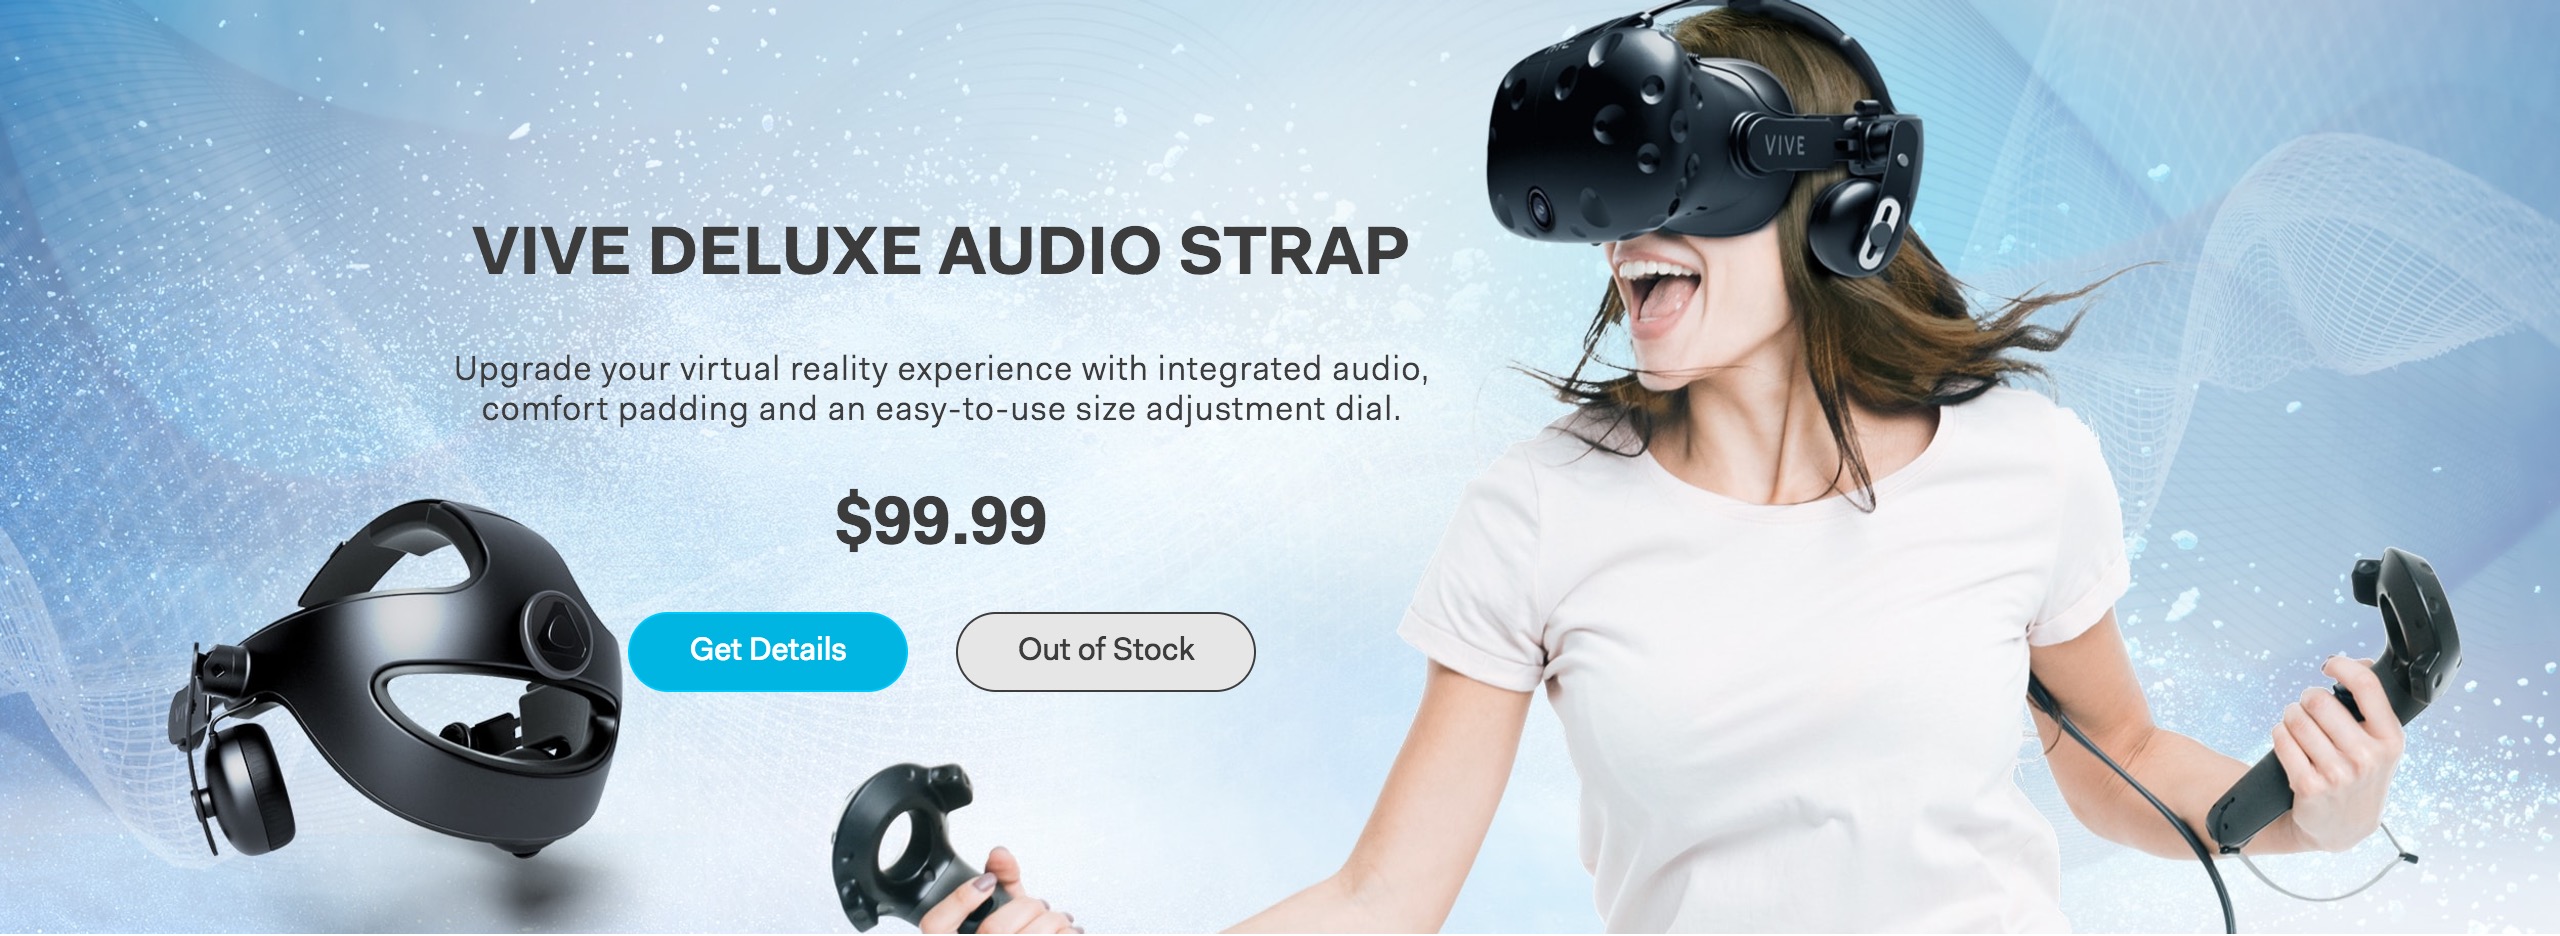 VIVE
VIVE DELUXE AUDIO STRAP
Upgrade your virtual reality experience with integrated audio,
comfort padding and an easy-to-use size adjustment dial.
$99.99
Get Details
Out of Stock